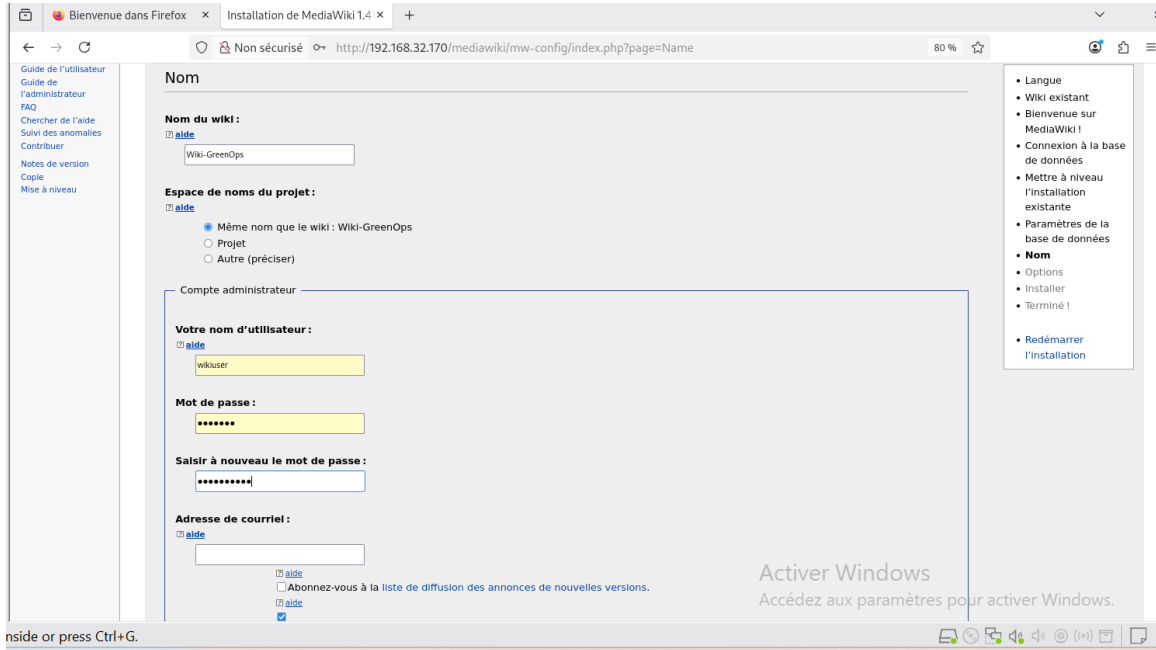 Bienvenue dans Firefox
Installation de MediaWiki 1.4
Non sécurisé
http://192.168.32.170/mediawiki/mw-config/index.php?page=Name
80 %
Guide de l'utilisateur
Guide de
l'administrateur
FAQ
Chercher de l'aide
Suivi des anomalies
Contribuer
Notes de version
Copie
Mise à niveau
Nom
Nom du wiki :
aide
Wiki-GreenOps
Espace de noms du projet :
aide
Même nom que le wiki : Wiki-GreenOps
Projet
Autre (préciser)
Compte administrateur
Votre nom d'utilisateur :
aide
wikiuser
Mot de passe :
•••••••
Saisir à nouveau le mot de passe :
••••••••••
Adresse de courriel :
aide
aide
Abonnez-vous à la liste de diffusion des annonces de nouvelles versions.
aide
Langue
Wiki existant
Bienvenue sur
MediaWiki !
Connexion à la base
de données
Mettre à niveau
l'installation
existante
Paramètres de la
base de données
Nom
Options
Installer
Terminé !
Redémarrer
l'installation
Activer Windows
Accédez aux paramètres pour activer Windows.
nside or press Ctrl+G.